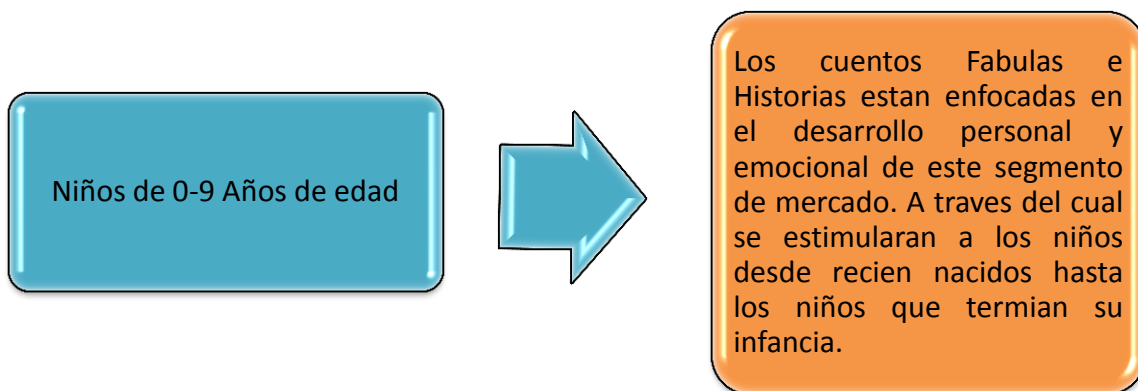 Niños de 0-9 Años de edad
Los cuentos Fabulas e
Historias estan enfocadas en
el desarrollo personal y
emocional de este segmento
de mercado. A traves del cual
se estimularan a los niños
desde recien nacidos hasta
los niños que termian su
infancia.